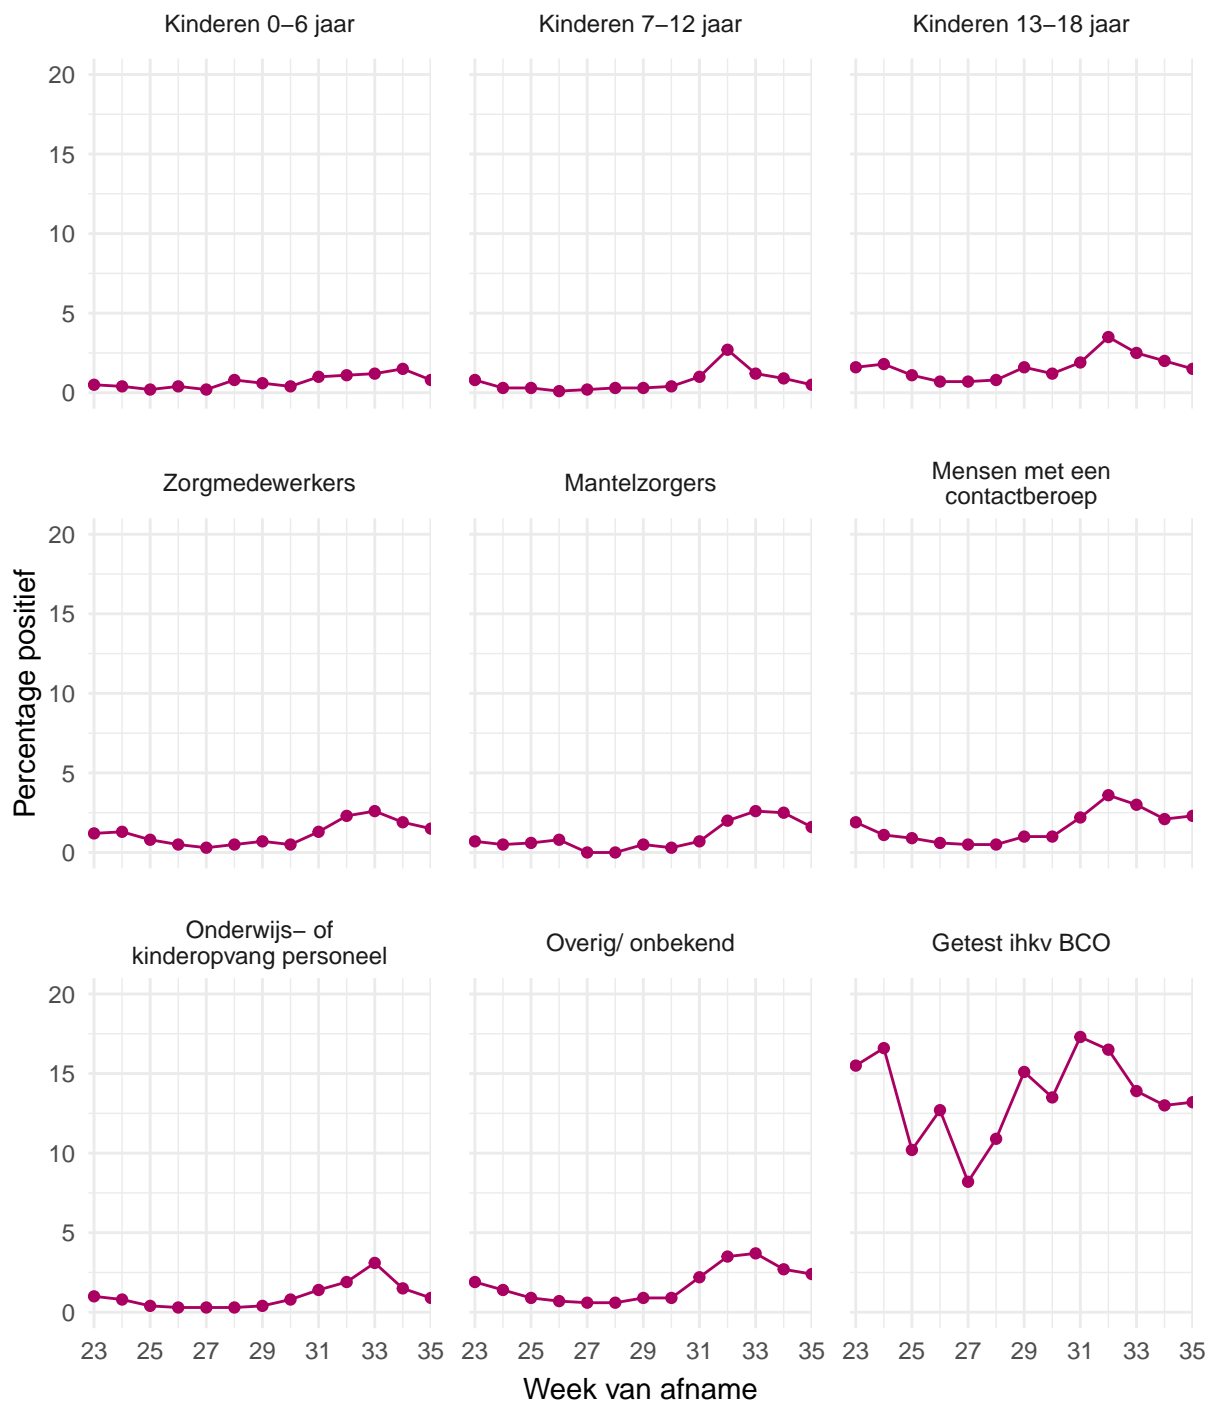 Kinderen 0−6 jaar
Kinderen 7−12 jaar
Kinderen 13−18 jaar
20
15
10
5
0
Zorgmedewerkers
Mantelzorgers
Mensen met een
contactberoep
20
15
10
5
0
Percentage positief
Onderwijs− of
kinderopvang personeel
Overig/ onbekend
Getest ihkv BCO
20
15
10
5
0
23 25 27 29 31 33 35
23 25 27 29 31 33 35
23 25 27 29 31 33 35
Week van afname